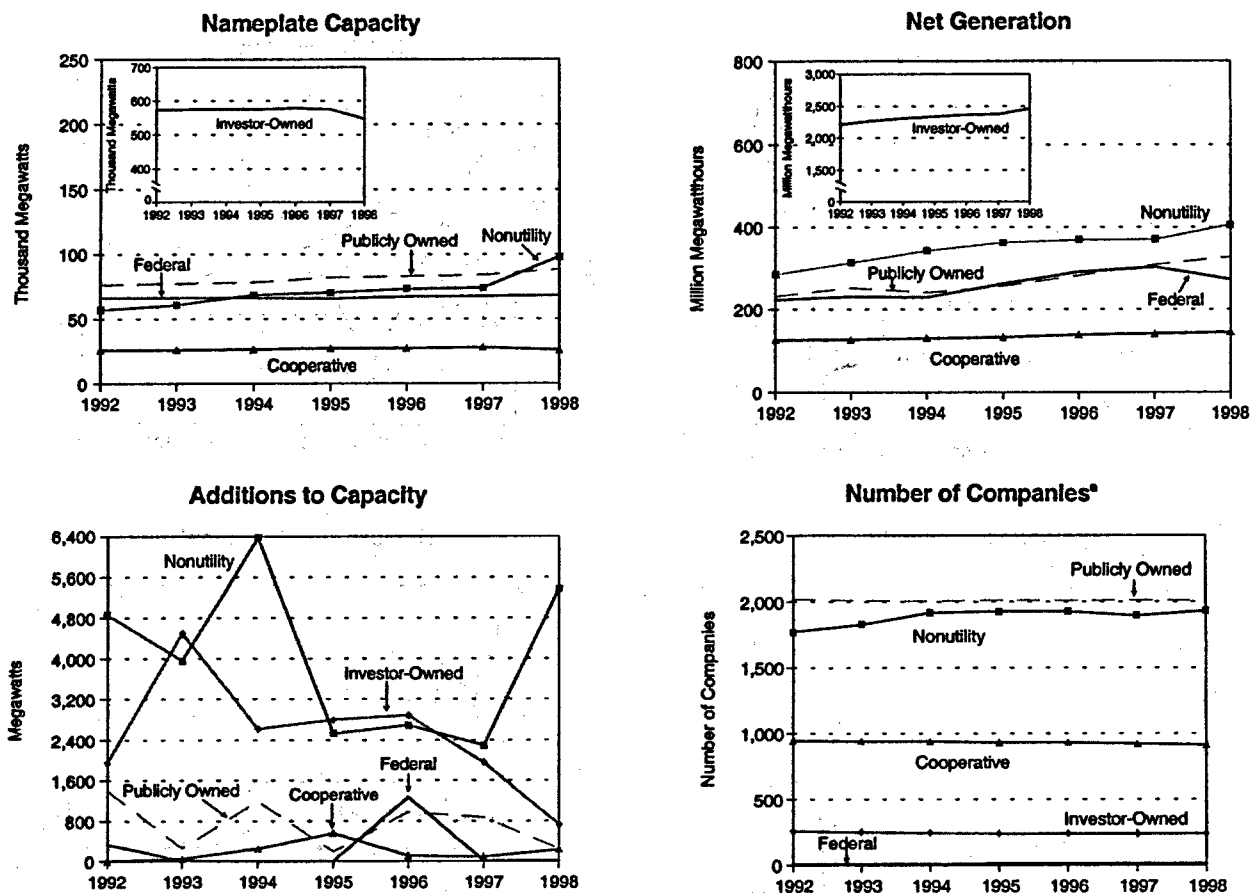 Nameplate Capacity
Thousand Megawatts
250
200
150
100
50
0
Thousand Megawatts
700
600
500
400
0
Investor-Owned
1992 1993 1994 1995 1996 1997 1998
Federal
Publicly Owned
Nonutility
Cooperative
1992 1993 1994 1995 1996 1997 1998
Net Generation
Million Megawatthours
800
600
400
200
0
Million Megawatthours
3,000
2,500
2,000
1,500
0
Investor-Owned
1992 1993 1994 1995 1996 1997 1998
Nonutility
Publicly Owned
Federal
Cooperative
1992 1993 1994 1995 1996 1997 1998
Additions to Capacity
Megawatts
6,400
5,600
4,800
4,000
3,200
2,400
1,600
800
0
Nonutility
Investor-Owned
Federal
Publicly Owned
Cooperative
1992 1993 1994 1995 1996 1997 1998
Number of Companiesª
Number of Companies
2,500
2,000
1,500
1,000
500
0
Publicly Owned
Nonutility
Cooperative
Investor-Owned
Federal
1992 1993 1994 1995 1996 1997 1998